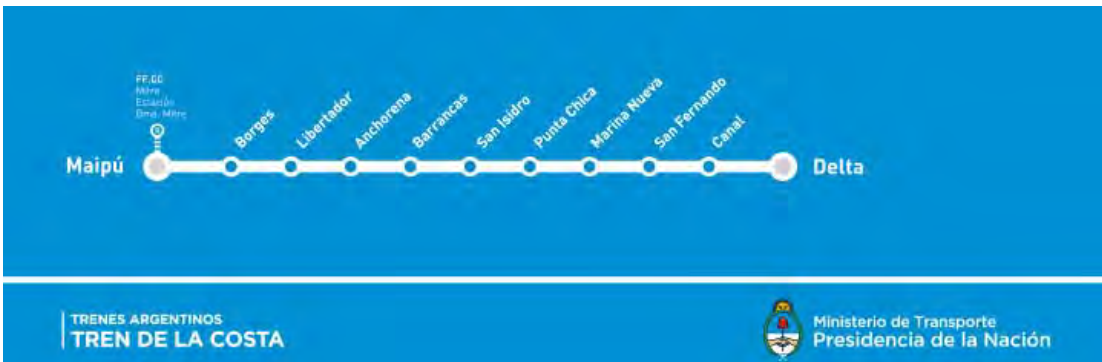 FF.CC
Mitre
Estación
Bmé. Mitre
Maipú
Borges
Libertador
Anchorena
Barrancas
San Isidro
Punta Chica
Marina Nueva
San Fernando
Canal
Delta
TRENES ARGENTINOS
TREN DE LA COSTA
Ministerio de Transporte
Presidencia de la Nación